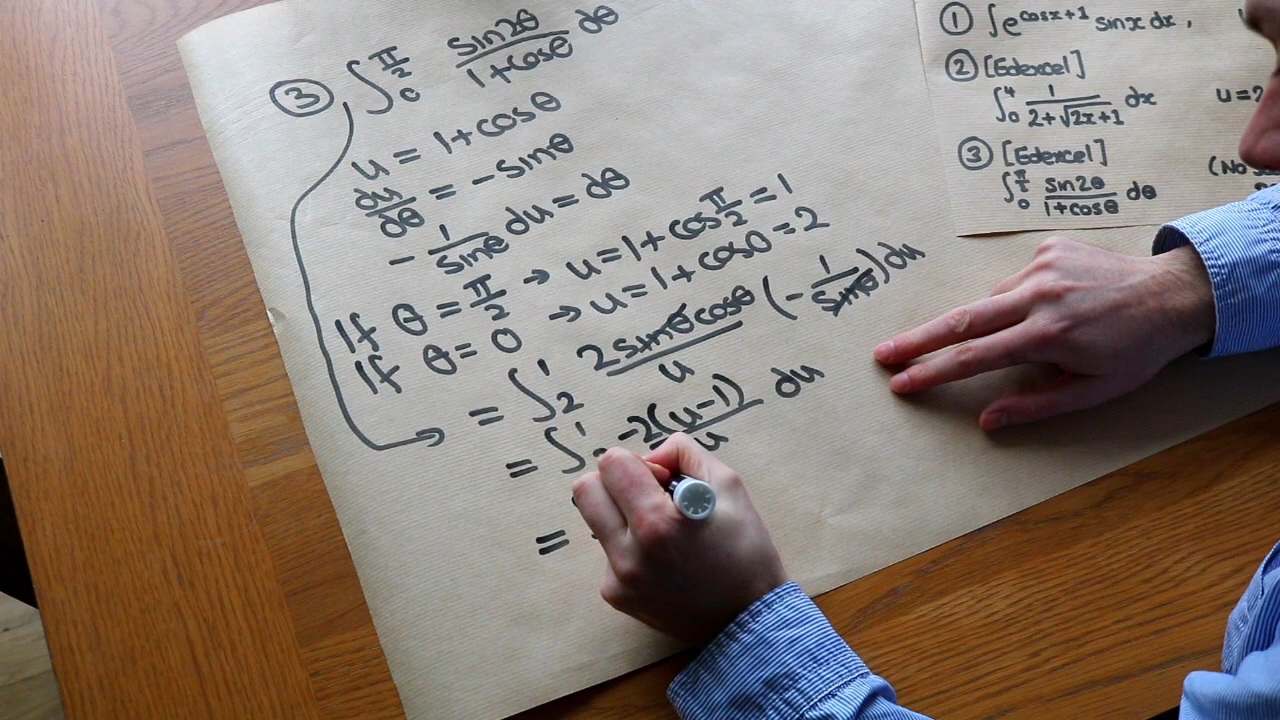 ③ ∫₀^(π/2) sin2θ/(1+cosθ) dθ
u = 1+cosθ
du/dθ = -sinθ
-1/sinθ du = dθ
If θ = π/2 → u = 1+cos π/2 = 1
If θ = 0 → u = 1+cos0 = 2
= ∫₂¹ 2sinθcosθ/u (-1/sinθ) du
= ∫ ¹ -2(u-1)/u du
=
① ∫e^(cosx+1) sinx dx ,
② [Edexcel]
∫₀⁴ 1/(2+√(2x+1)) dx u=?
③ [Edexcel]
∫₀^(π/2) sin2θ/(1+cosθ) dθ (No